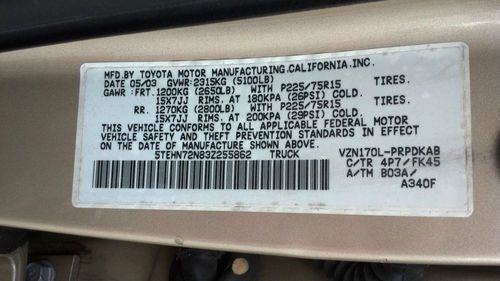 MFD.BY TOYOTA MOTOR MANUFACTURING.CALIFORNIA.INC.
DATE 05/03 GVWR:2315KG (5100LB)
GAWR : FRT. 1200KG (2650LB) WITH P225/75R15 TIRES.
15X7JJ RIMS. AT 180KPA (26PSI) COLD.
RR. 1270KG (2800LB) WITH P225/75R15 TIRES.
15X7JJ RIMS. AT 200KPA (29PSI) COLD.
THIS VEHICLE CONFORMS TO ALL APPLICABLE FEDERAL MOTOR
VEHICLE SAFETY AND THEFT PREVENTION STANDARDS IN EFFECT
ON THE DATE OF MANUFACTURE SHOWN ABOVE.
5TEHN72N83Z255862 TRUCK
VZN170L-PRPDKAB
C/TR 4P7/FK45
A/TM B03A/
A340F